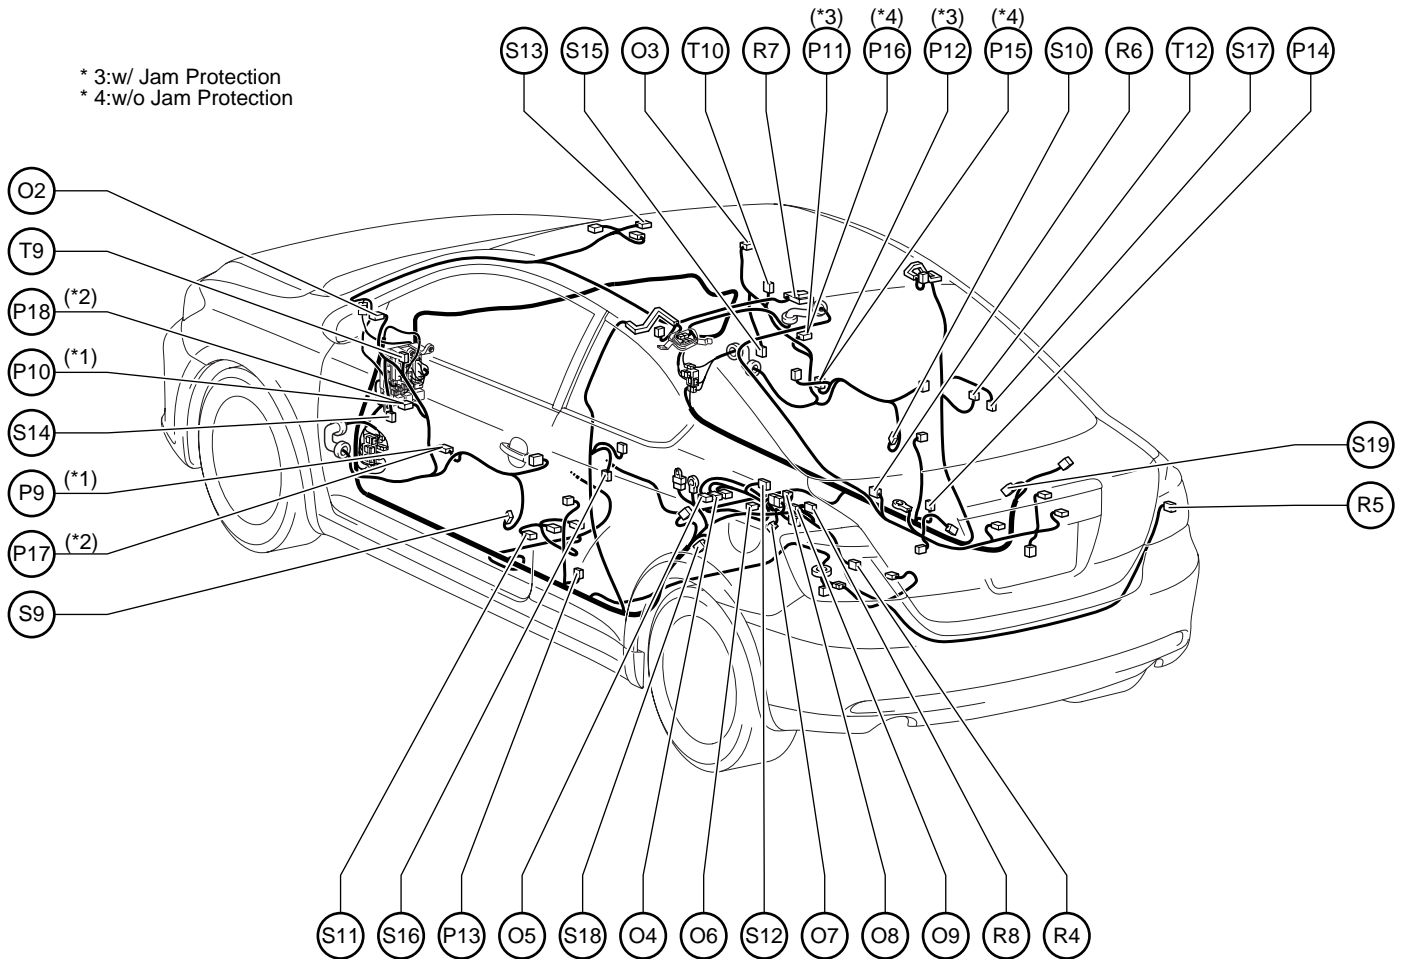 (*3) (*4) (*3) (*4)
S13 S15 O3 T10 R7 P11 P16 P12 P15 S10 R6 T12 S17 P14
* 3:w/ Jam Protection
* 4:w/o Jam Protection
O2
T9
P18 (*2)
P10 (*1)
S14
P9 (*1)
P17 (*2)
S9
S19
R5
S11 S16 P13 O5 S18 O4 O6 S12 O7 O8 O9 R8 R4